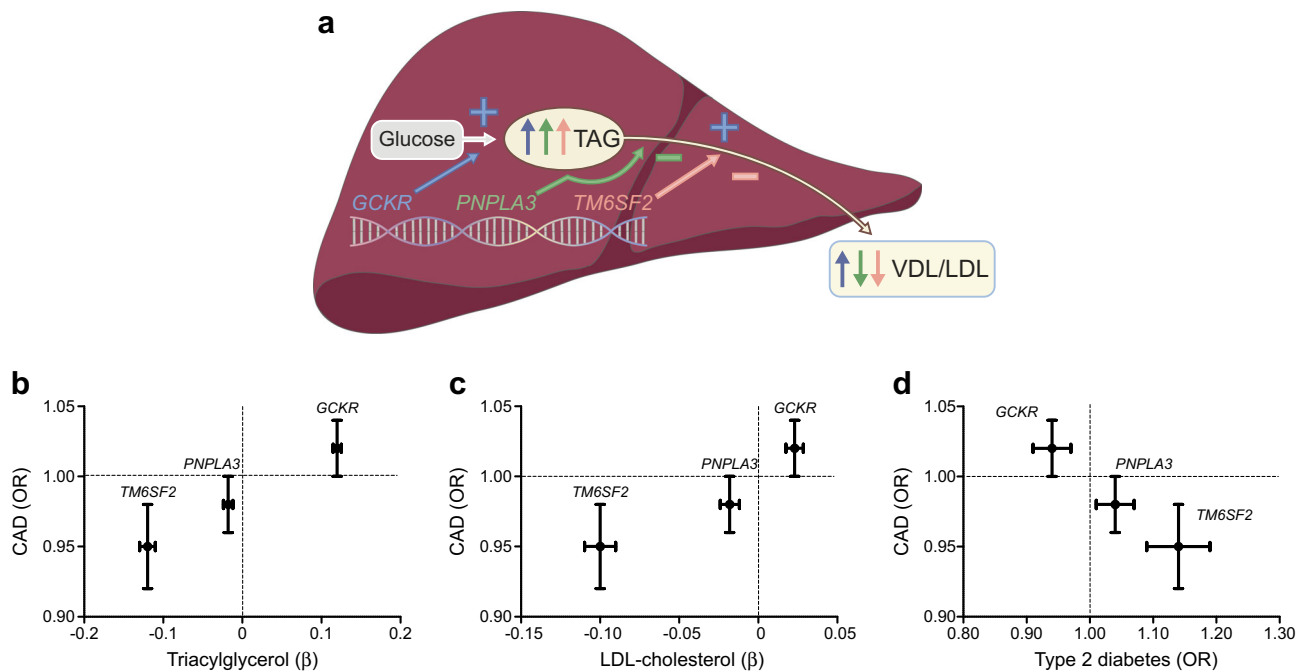 a
+
+
Glucose
TAG
GCKR
PNPLA3
TM6SF2
VDL/LDL
b
1.05
1.00
0.95
0.90
CAD (OR)
GCKR
PNPLA3
TM6SF2
-0.2
-0.1
0
0.1
0.2
Triacylglycerol (β)
c
1.05
1.00
0.95
0.90
CAD (OR)
GCKR
PNPLA3
TM6SF2
-0.15
-0.10
-0.05
0
0.05
LDL-cholesterol (β)
d
1.05
1.00
0.95
0.90
CAD (OR)
GCKR
PNPLA3
TM6SF2
0.80
0.90
1.00
1.10
1.20
1.30
Type 2 diabetes (OR)